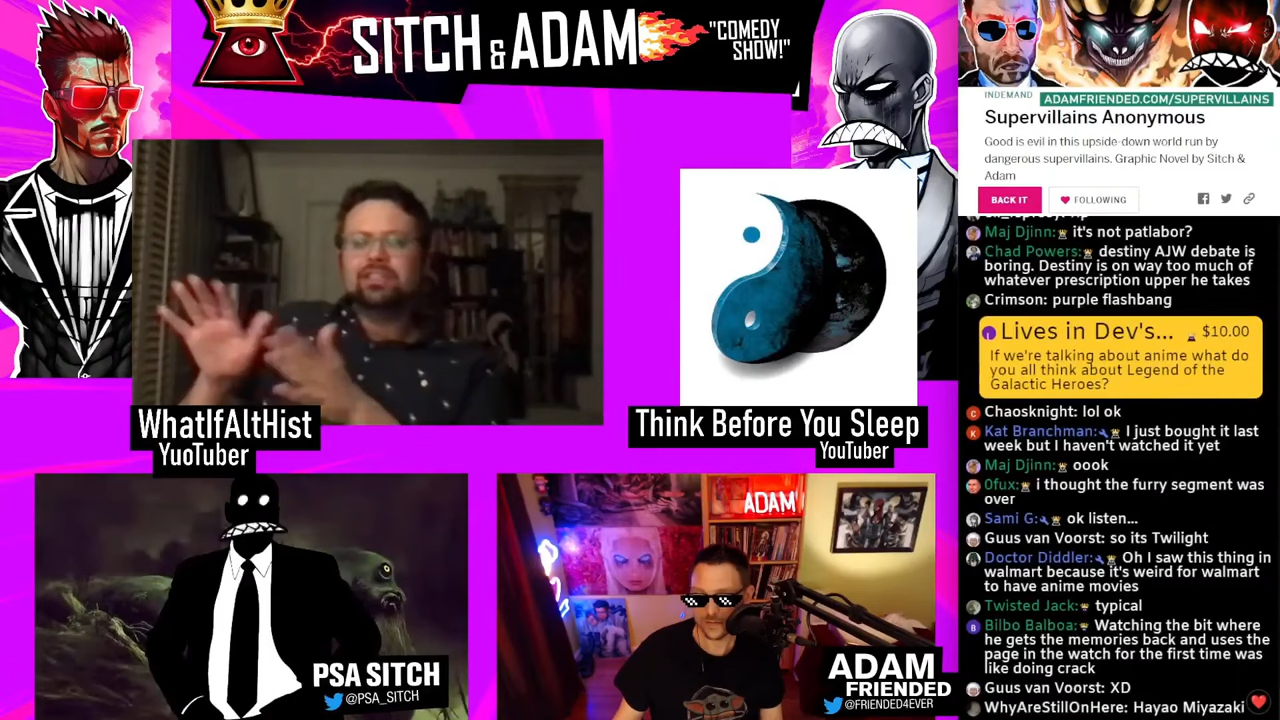 SITCH & ADAM
"COMEDY
SHOW!"
WhatIfAltHist
YuoTuber
Think Before You Sleep
YouTuber
PSA SITCH
@PSA_SITCH
ADAM
ADAM
FRIENDED
@FRIENDED4EVER
INDEMAND
ADAMFRIENDED.COM/SUPERVILLAINS
Supervillains Anonymous
Good is evil in this upside-down world run by
dangerous supervillains. Graphic Novel by Sitch &
Adam
BACK IT
FOLLOWING
Maj Djinn: it's not patlabor?
Chad Powers: destiny AJW debate is
boring. Destiny is on way too much of
whatever prescription upper he takes
Crimson: purple flashbang
Lives in Dev's... $10.00
If we're talking about anime what do
you all think about Legend of the
Galactic Heroes?
Chaosknight: lol ok
Kat Branchman: I just bought it last
week but I haven't watched it yet
Maj Djinn: oook
0fux: i thought the furry segment was
over
Sami G: ok listen...
Guus van Voorst: so its Twilight
Doctor Diddler: Oh I saw this thing in
walmart because it's weird for walmart
to have anime movies
Twisted Jack: typical
Bilbo Balboa: Watching the bit where
he gets the memories back and uses the
page in the watch for the first time was
like doing crack
Guus van Voorst: XD
WhyAreStillOnHere: Hayao Miyazaki